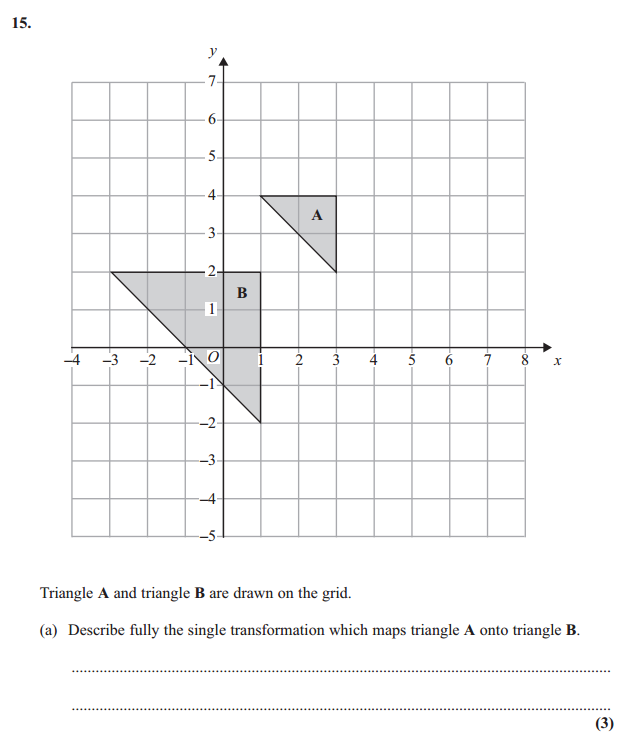 15.
y
7
6
5
4
A
3
2
B
1
–4 –3 –2 –1 O 1 2 3 4 5 6 7 8 x
–1
–2
–3
–4
–5
Triangle A and triangle B are drawn on the grid.
(a) Describe fully the single transformation which maps triangle A onto triangle B.
(3)